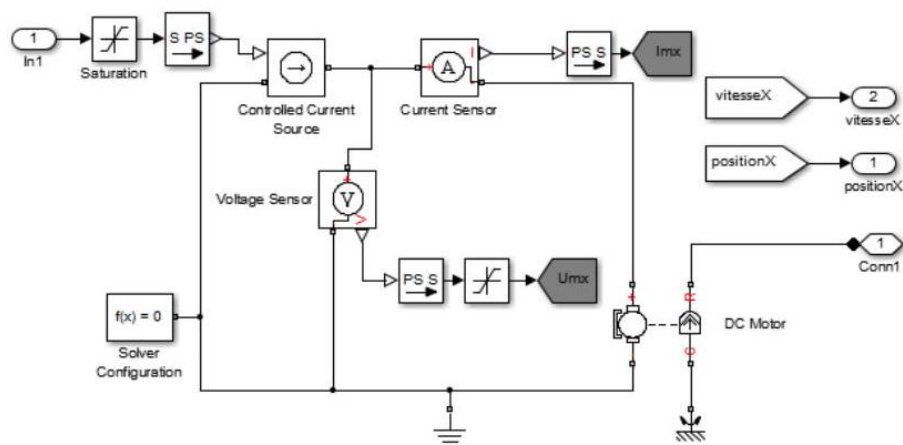 1
In1
Saturation
S PS
Controlled Current
Source
+
A
I
-
Current Sensor
PS S
Imx
vitesseX
2
vitesseX
positionX
1
positionX
Voltage Sensor
+
V
V
-
PS S
Umx
1
Conn1
f(x) = 0
Solver
Configuration
+
R
DC Motor
C